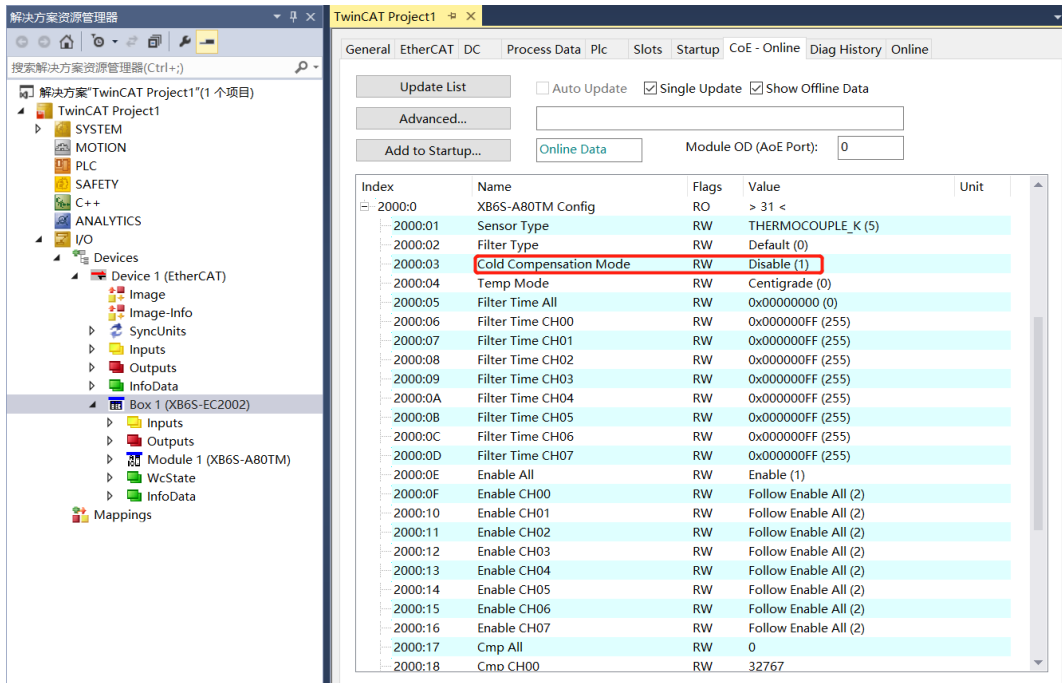 解决方案资源管理器
搜索解决方案资源管理器(Ctrl+;)
解决方案"TwinCAT Project1"(1 个项目)
TwinCAT Project1
SYSTEM
MOTION
PLC
SAFETY
C++
ANALYTICS
I/O
Devices
Device 1 (EtherCAT)
Image
Image-Info
SyncUnits
Inputs
Outputs
InfoData
Box 1 (XB6S-EC2002)
Inputs
Outputs
Module 1 (XB6S-A80TM)
WcState
InfoData
Mappings
TwinCAT Project1
General EtherCAT DC Process Data Plc Slots Startup CoE - Online Diag History Online
Update List Auto Update Single Update Show Offline Data
Advanced...
Add to Startup... Online Data Module OD (AoE Port): 0
Index Name Flags Value Unit
2000:0 XB6S-A80TM Config RO > 31 <
2000:01 Sensor Type RW THERMOCOUPLE_K (5)
2000:02 Filter Type RW Default (0)
2000:03 Cold Compensation Mode RW Disable (1)
2000:04 Temp Mode RW Centigrade (0)
2000:05 Filter Time All RW 0x00000000 (0)
2000:06 Filter Time CH00 RW 0x000000FF (255)
2000:07 Filter Time CH01 RW 0x000000FF (255)
2000:08 Filter Time CH02 RW 0x000000FF (255)
2000:09 Filter Time CH03 RW 0x000000FF (255)
2000:0A Filter Time CH04 RW 0x000000FF (255)
2000:0B Filter Time CH05 RW 0x000000FF (255)
2000:0C Filter Time CH06 RW 0x000000FF (255)
2000:0D Filter Time CH07 RW 0x000000FF (255)
2000:0E Enable All RW Enable (1)
2000:0F Enable CH00 RW Follow Enable All (2)
2000:10 Enable CH01 RW Follow Enable All (2)
2000:11 Enable CH02 RW Follow Enable All (2)
2000:12 Enable CH03 RW Follow Enable All (2)
2000:13 Enable CH04 RW Follow Enable All (2)
2000:14 Enable CH05 RW Follow Enable All (2)
2000:15 Enable CH06 RW Follow Enable All (2)
2000:16 Enable CH07 RW Follow Enable All (2)
2000:17 Cmp All RW 0
2000:18 Cmp CH00 RW 32767